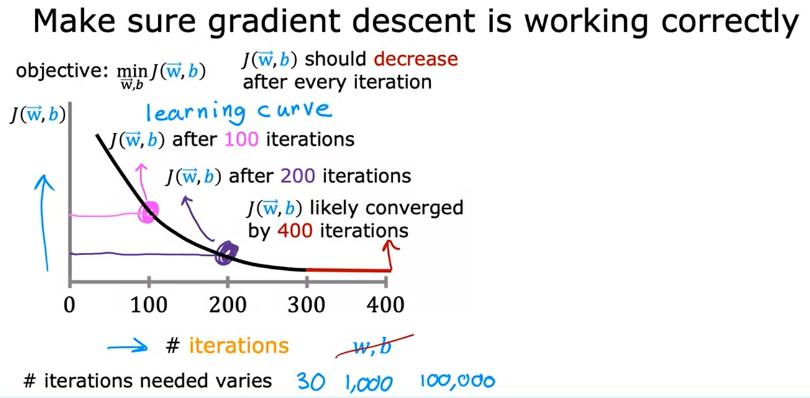 Make sure gradient descent is working correctly
objective: min J(w⃗, b)
w⃗,b
J(w⃗, b) should decrease
after every iteration
J(w⃗, b)
learning curve
J(w⃗, b) after 100 iterations
J(w⃗, b) after 200 iterations
J(w⃗, b) likely converged
by 400 iterations
0 100 200 300 400
# iterations
w, b
# iterations needed varies 30 1,000 100,000